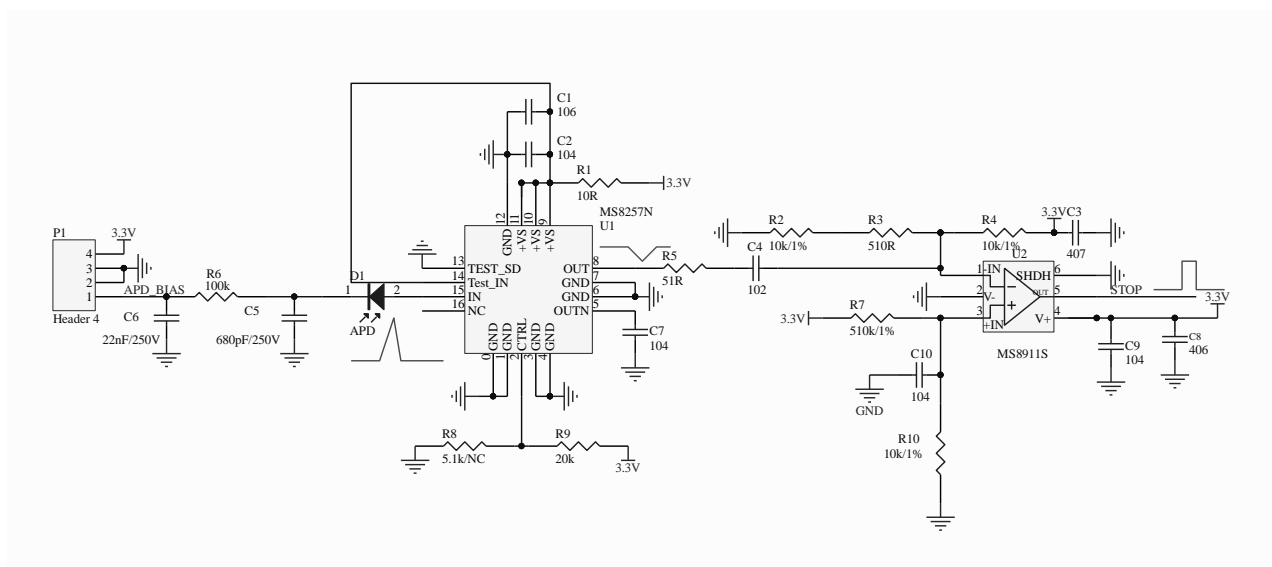 C1
106
C2
104
R1
10R
3.3V
MS8257N
U1
12
11
10
9
GND
+VS
+VS
+VS
P1
3.3V
4
3
2
1
Header 4
APD_BIAS
R6
100k
C6
22nF/250V
C5
680pF/250V
D1
1
2
APD
13
TEST_SD
14
Test_IN
15
IN
16
NC
OUT
8
GND
7
GND
6
OUTN
5
GND
GND
CTRL
GND
GND
0
1
2
3
4
R5
51R
C4
102
C7
104
R8
5.1k/NC
R9
20k
3.3V
R2
10k/1%
R3
510R
R4
10k/1%
3.3V
C3
407
U2
1
-IN
SHDH
6
2
V-
OUT
5
STOP
3
+IN
V+
4
3.3V
MS8911S
3.3V
R7
510k/1%
C10
104
GND
R10
10k/1%
C9
104
C8
406